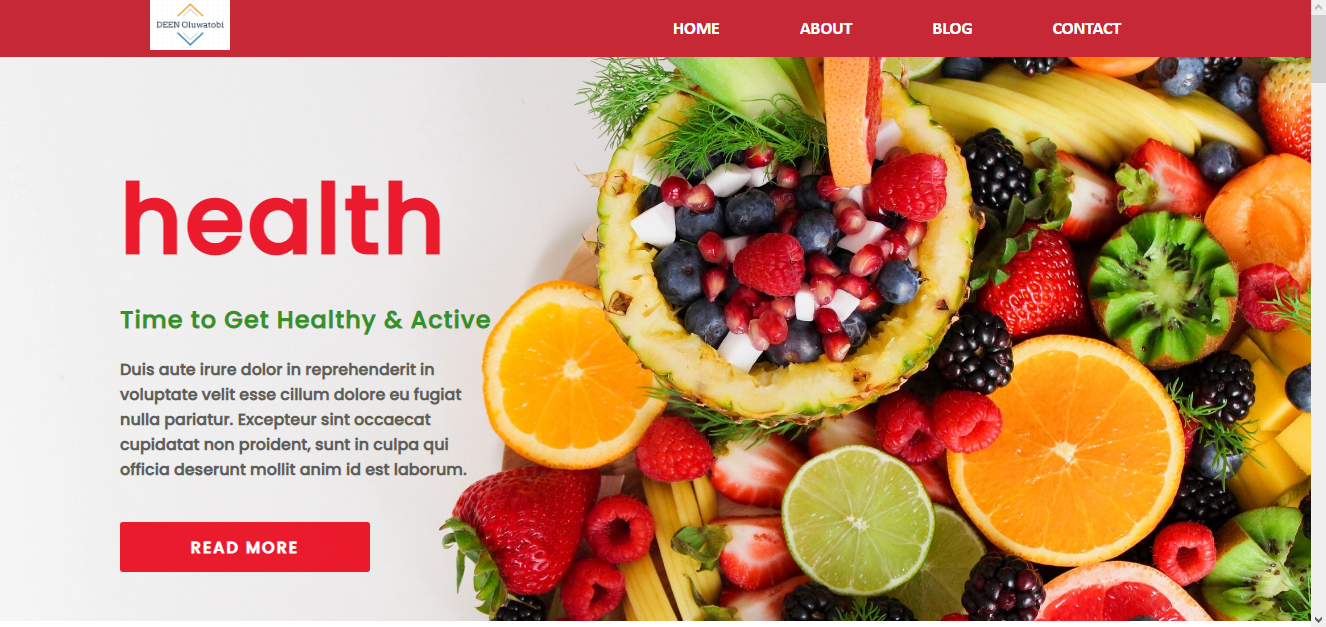 DEEN Oluwatobi
HOME
ABOUT
BLOG
CONTACT
health
Time to Get Healthy & Active
Duis aute irure dolor in reprehenderit in
voluptate velit esse cillum dolore eu fugiat
nulla pariatur. Excepteur sint occaecat
cupidatat non proident, sunt in culpa qui
officia deserunt mollit anim id est laborum.
READ MORE